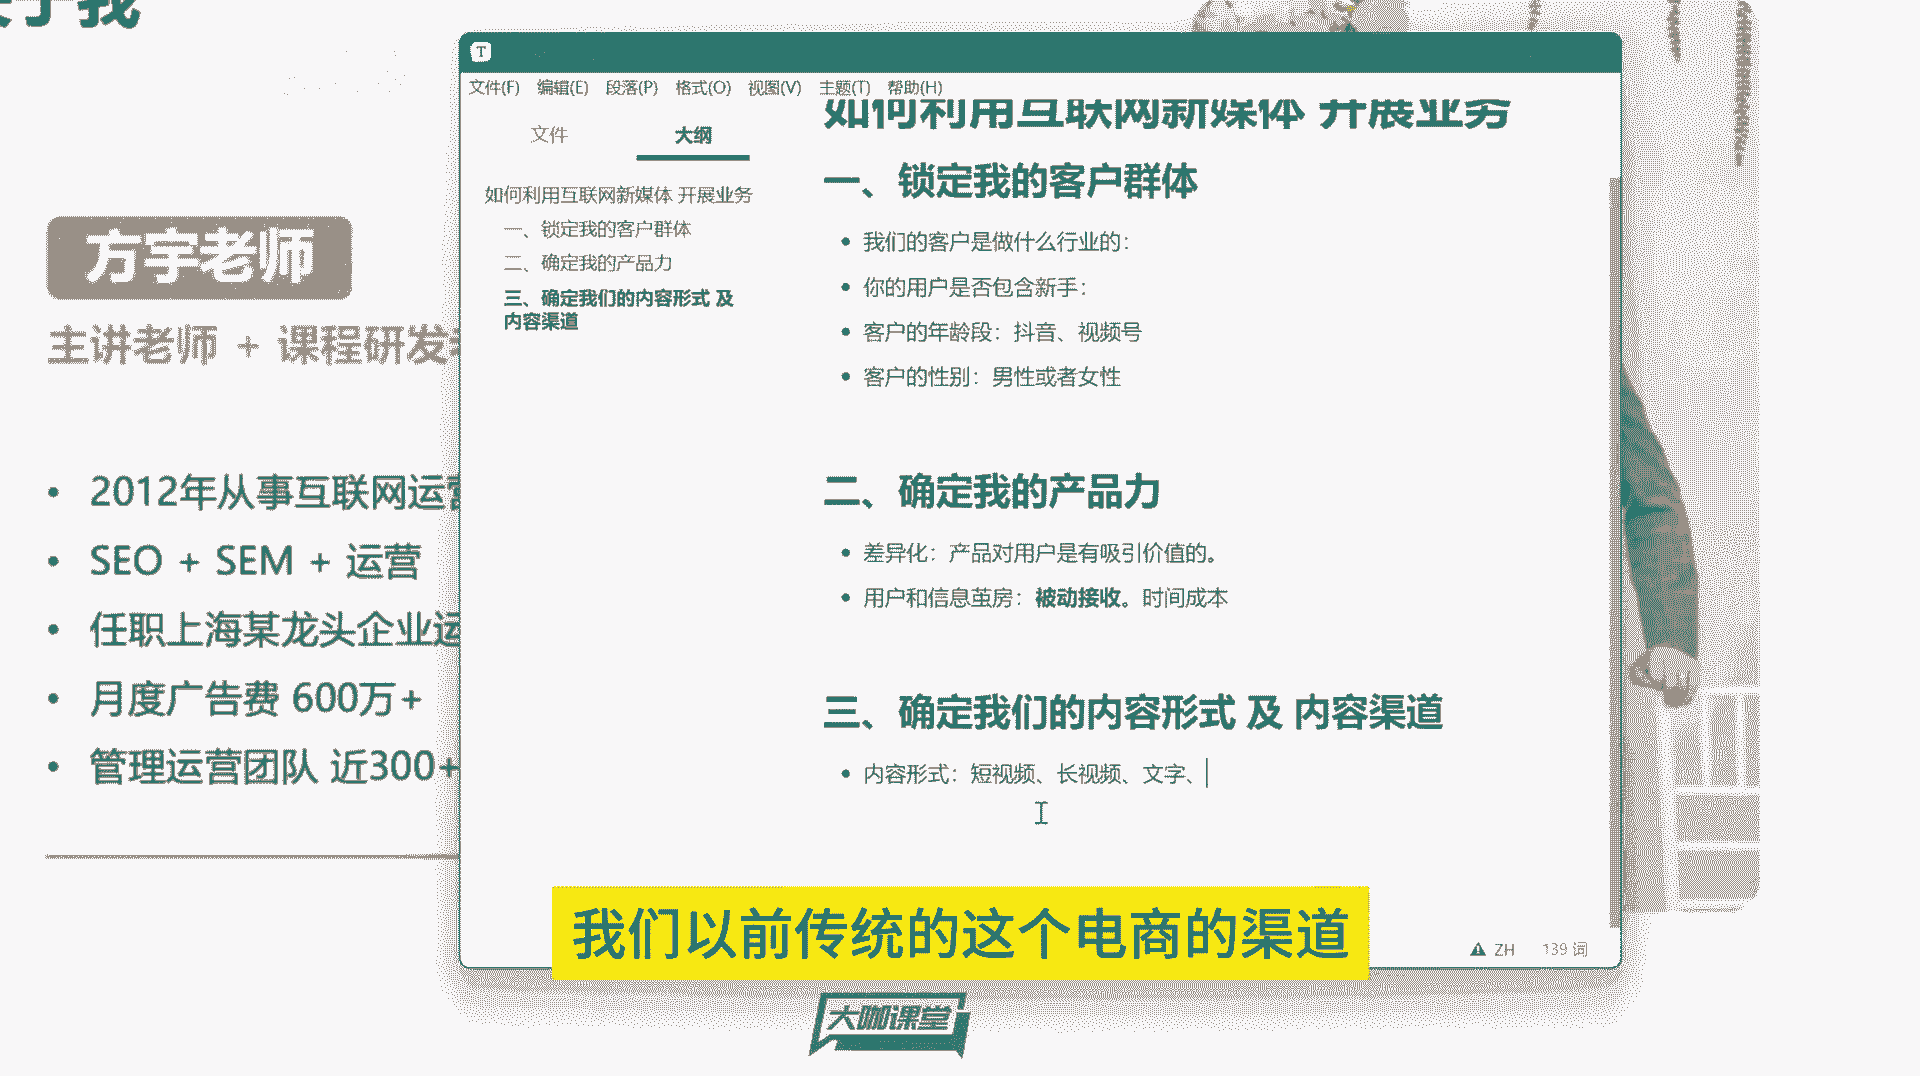 于我
方宇老师
主讲老师 + 课程研发
2012年从事互联网运营
SEO + SEM + 运营
任职上海某龙头企业运
月度广告费 600万+
管理运营团队 近300+
T
文件(F) 编辑(E) 段落(P) 格式(O) 视图(V) 主题(T) 帮助(H)
文件 大纲
如何利用互联网新媒体 开展业务
一、锁定我的客户群体
二、确定我的产品力
三、确定我们的内容形式 及
内容渠道
如何利用互联网新媒体 开展业务
一、锁定我的客户群体
我们的客户是做什么行业的：
你的用户是否包含新手：
客户的年龄段：抖音、视频号
客户的性别：男性或者女性
二、确定我的产品力
差异化：产品对用户是有吸引价值的。
用户和信息茧房：被动接收。时间成本
三、确定我们的内容形式 及 内容渠道
内容形式：短视频、长视频、文字、
ZH 139 词
我们以前传统的这个电商的渠道
大咖课堂